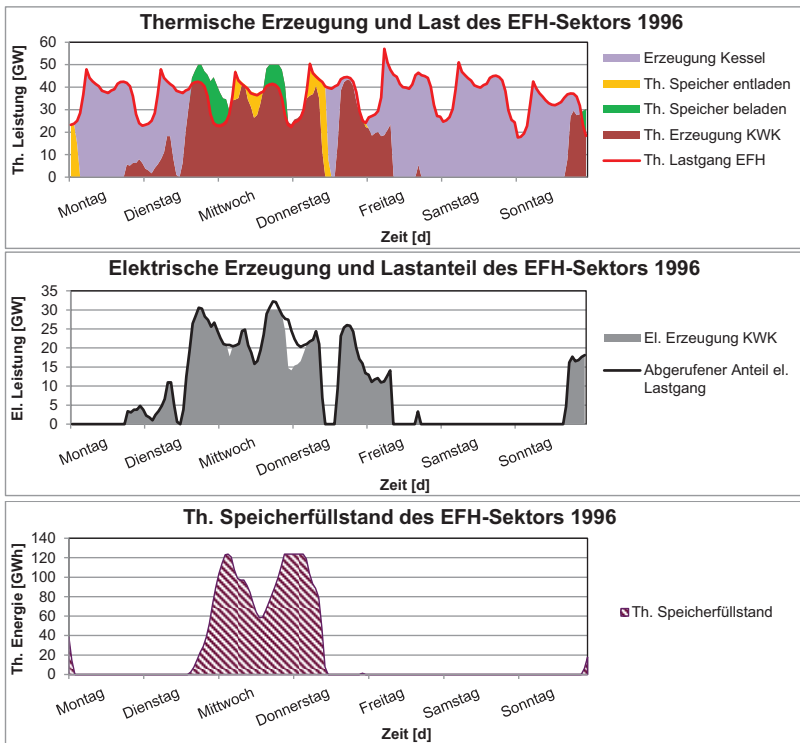 Thermische Erzeugung und Last des EFH-Sektors 1996
Th. Leistung [GW]
60
50
40
30
20
10
0
Montag
Dienstag
Mittwoch
Donnerstag
Freitag
Samstag
Sonntag
Zeit [d]
Erzeugung Kessel
Th. Speicher entladen
Th. Speicher beladen
Th. Erzeugung KWK
Th. Lastgang EFH
Elektrische Erzeugung und Lastanteil des EFH-Sektors 1996
El. Leistung [GW]
35
30
25
20
15
10
5
0
Montag
Dienstag
Mittwoch
Donnerstag
Freitag
Samstag
Sonntag
Zeit [d]
El. Erzeugung KWK
Abgerufener Anteil el.
Lastgang
Th. Speicherfüllstand des EFH-Sektors 1996
Th. Energie [GWh]
140
120
100
80
60
40
20
0
Montag
Dienstag
Mittwoch
Donnerstag
Freitag
Samstag
Sonntag
Zeit [d]
Th. Speicherfüllstand